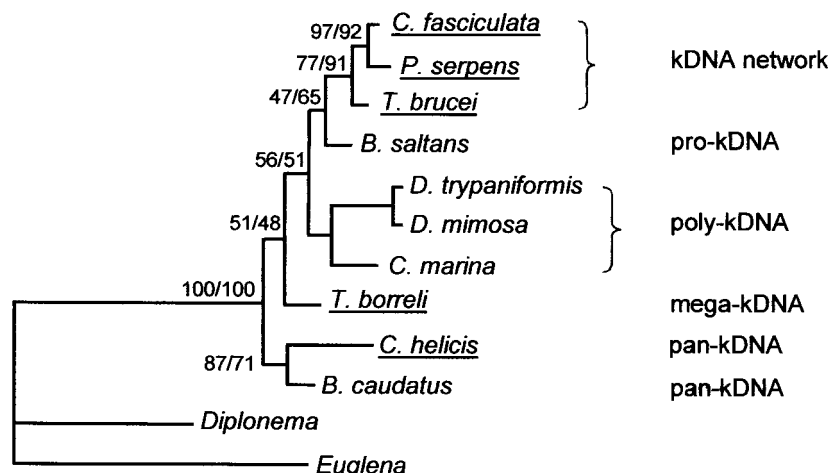 97/92 C. fasciculata
77/91 P. serpens kDNA network
47/65 T. brucei
B. saltans pro-kDNA
56/51
D. trypaniformis
51/48 D. mimosa poly-kDNA
C. marina
100/100 T. borreli mega-kDNA
C. helicis pan-kDNA
87/71 B. caudatus pan-kDNA
Diplonema
Euglena